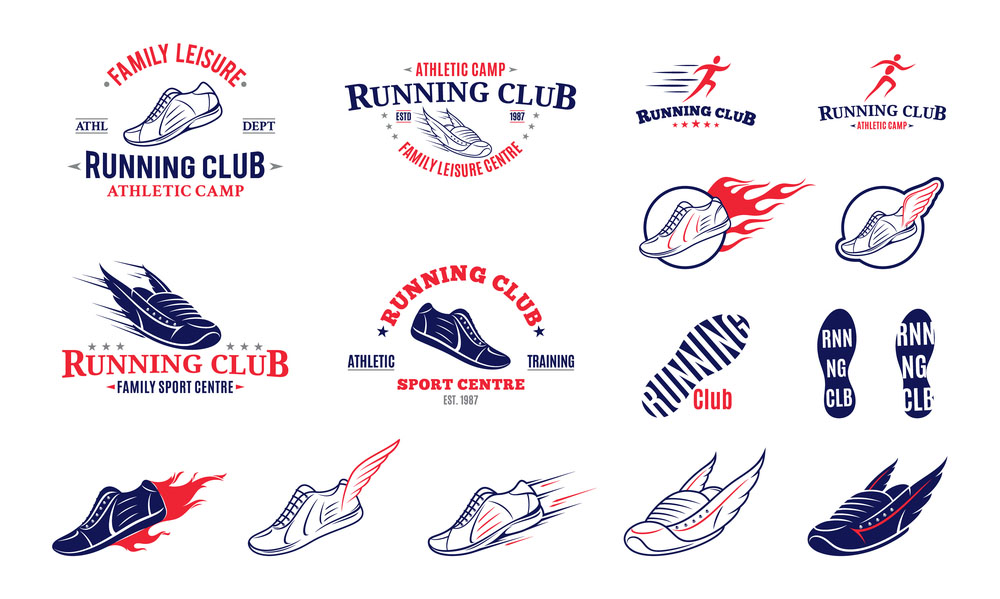 FAMILY LEISURE
ATHL
DEPT
RUNNING CLUB
ATHLETIC CAMP
ATHLETIC CAMP
RUNNING CLUB
ESTD
1987
FAMILY LEISURE CENTRE
RUNNING CLUB
RUNNING CLUB
ATHLETIC CAMP
RUNNING CLUB
FAMILY SPORT CENTRE
RUNNING CLUB
ATHLETIC
TRAINING
SPORT CENTRE
EST. 1987
RUNNING
Club
RNN
NG
CLB
RNN
NG
CLB